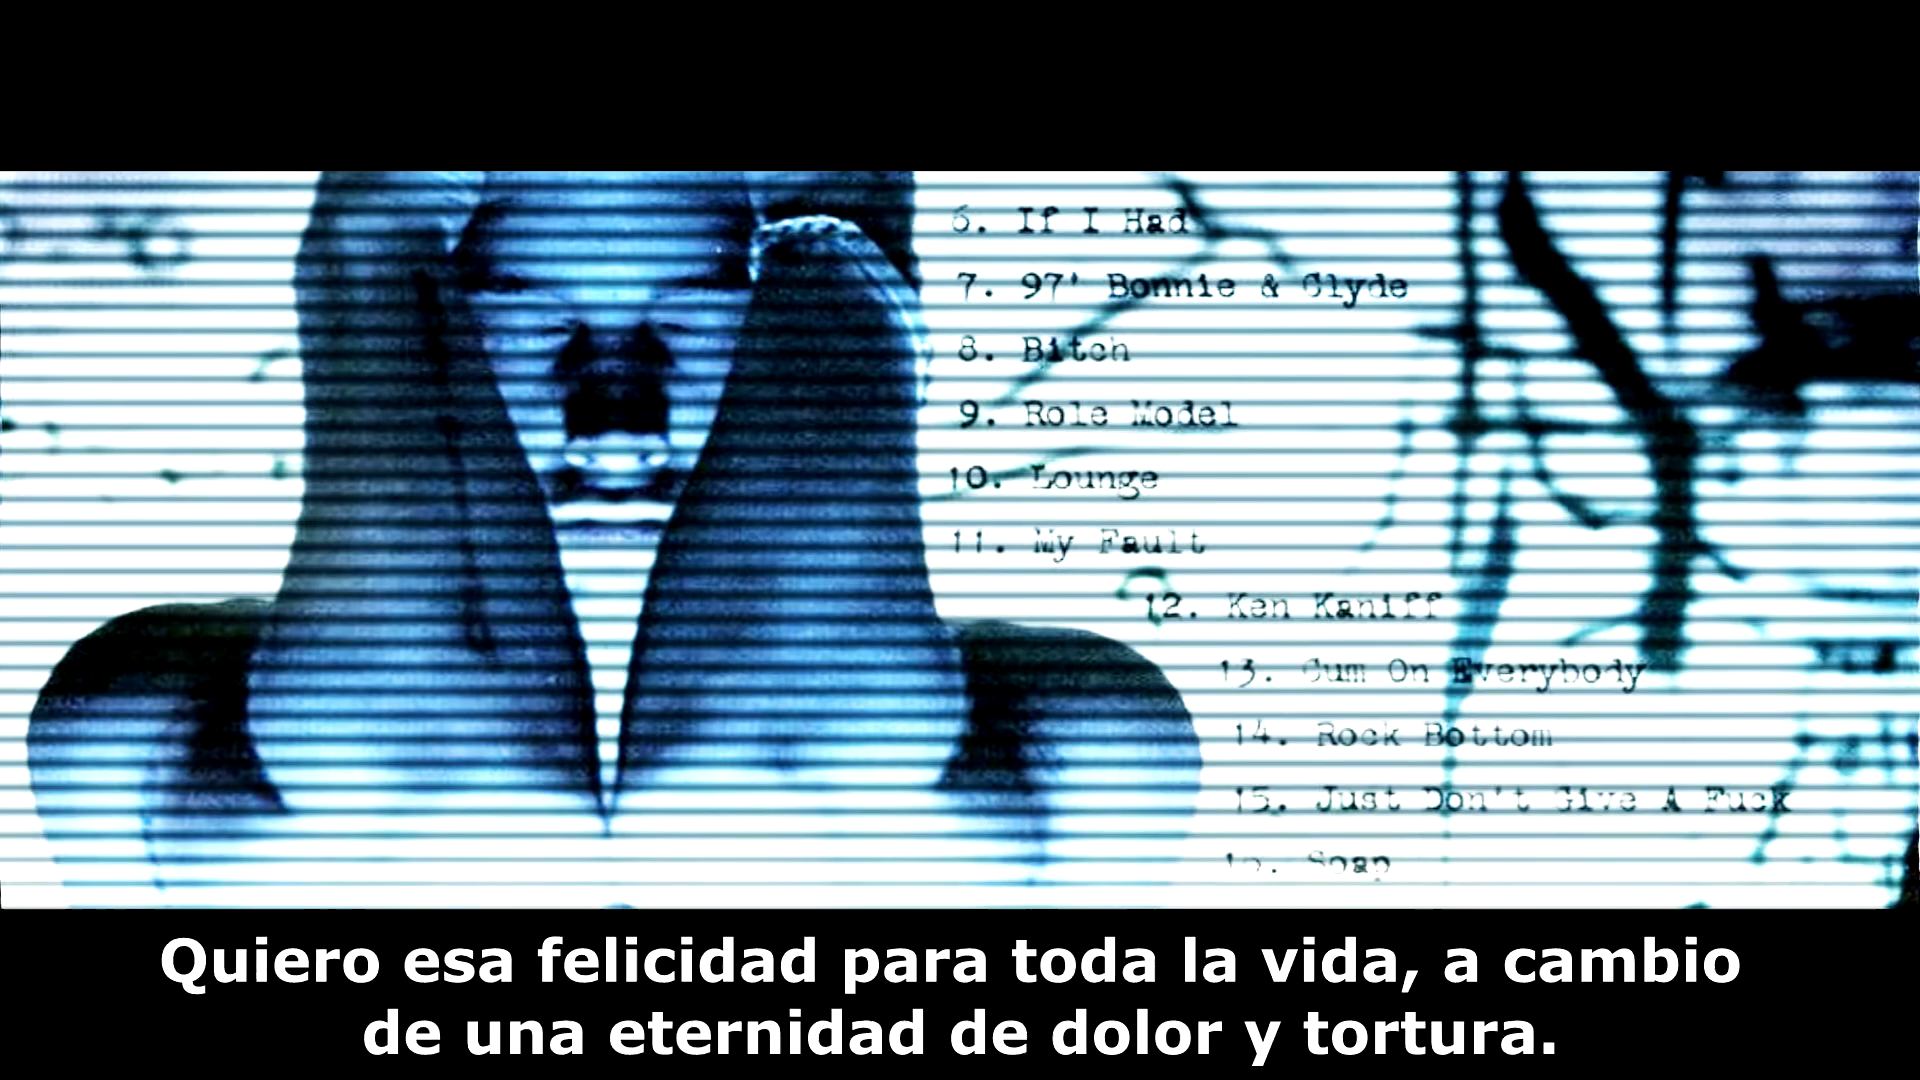 6. If I Had
7. 97' Bonnie & Clyde
8. Bitch
9. Role Model
10. Lounge
11. My Fault
12. Ken Kaniff
13. Cum On Everybody
14. Rock Bottom
15. Just Don't Give A Fuck
16. Soap
Quiero esa felicidad para toda la vida, a cambio
de una eternidad de dolor y tortura.